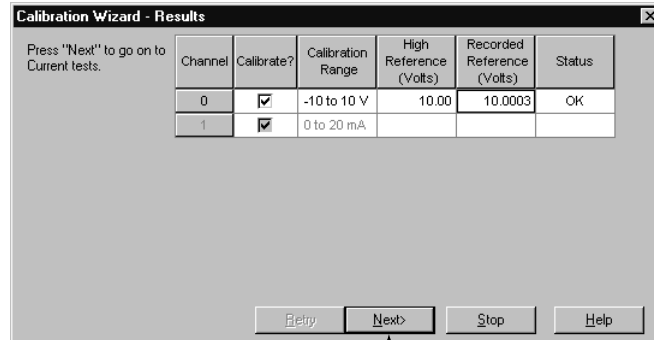 Calibration Wizard - Results
Press "Next" to go on to
Current tests.
Channel Calibrate? Calibration Range High Reference (Volts) Recorded Reference (Volts) Status
0 -10 to 10 V 10.00 10.0003 OK
1 0 to 20 mA
Retry Next> Stop Help